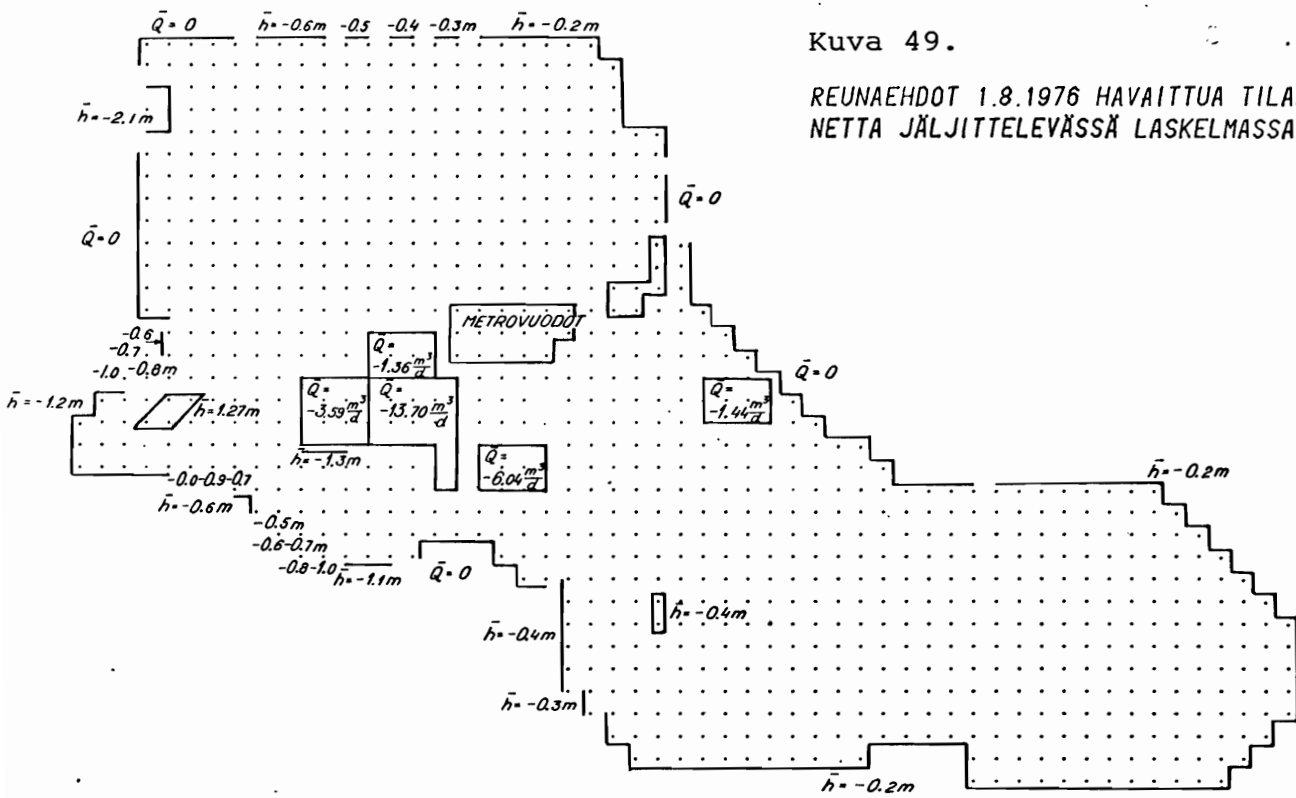 Q̄ = 0 h̄ = -0.6m -0.5 -0.4 -0.3m h̄ = -0.2m
Kuva 49.
REUNAEHDOT 1.8.1976 HAVAITTUA TILAN
NETTA JÄLJITTELEVÄSSÄ LASKELMASSA
h̄ = -2.1m
Q̄ = 0
Q̄ = 0
METROVUODOT
-0.6
-0.7
-1.0 -0.8m
Q̄ =
-1.36 m³/d
Q̄ = 0
h̄ = -1.2m
h̄ = 1.27m
Q̄ =
-3.59 m³/d
Q̄ =
-13.70 m³/d
Q̄ =
-1.44 m³/d
h̄ = -1.3m
Q̄ =
-6.04 m³/d
h̄ = -0.2m
-0.0-0.9-0.7
h̄ = -0.6m
-0.5m
-0.6-0.7m
-0.8-1.0
h̄ = -1.1m
Q̄ = 0
h̄ = -0.4m
h̄ = -0.4m
h̄ = -0.3m
h̄ = -0.2m